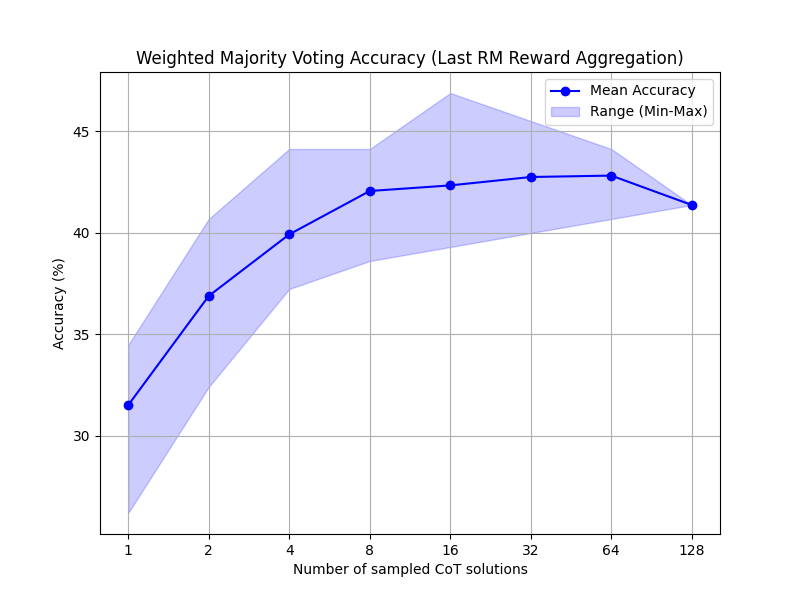 Weighted Majority Voting Accuracy (Last RM Reward Aggregation)
Mean Accuracy
Range (Min-Max)
45
40
35
30
Accuracy (%)
1 2 4 8 16 32 64 128
Number of sampled CoT solutions